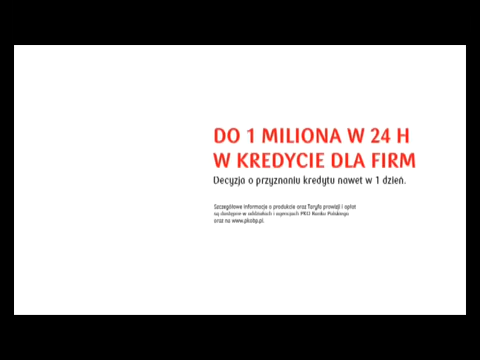 DO 1 MILIONA W 24 H
W KREDYCIE DLA FIRM
Decyzja o przyznaniu kredytu nawet w 1 dzień.
Szczegółowe informacje o produkcie oraz Taryfa prowizji i opłat
są dostępne w oddziałach i agencjach PKO Banku Polskiego
oraz na www.pkobp.pl.